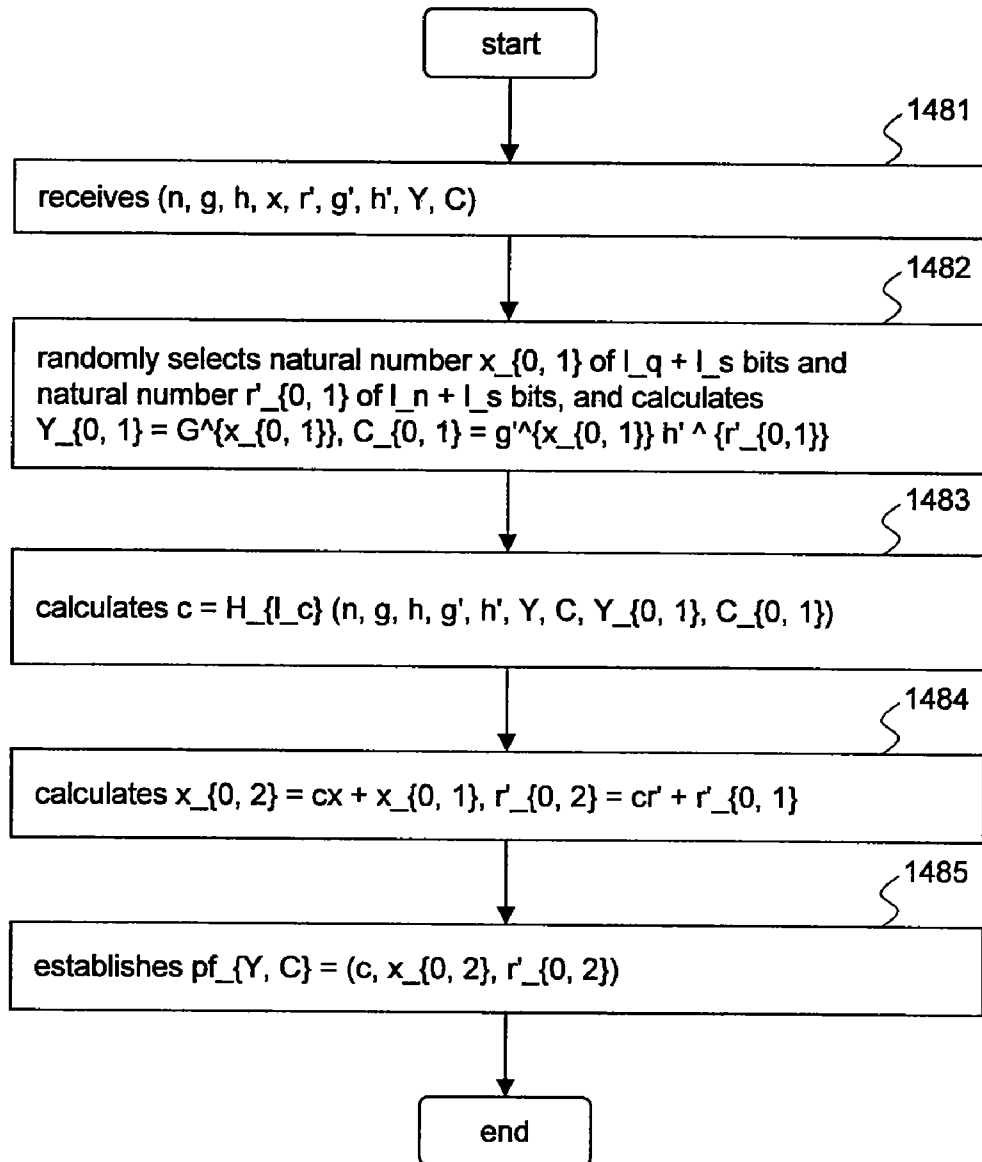 start
1481
receives (n, g, h, x, r', g', h', Y, C)
1482
randomly selects natural number x_{0, 1} of l_q + l_s bits and
natural number r'_{0, 1} of l_n + l_s bits, and calculates
Y_{0, 1} = G^{x_{0, 1}}, C_{0, 1} = g'^{x_{0, 1}} h' ^ {r'_{0,1}}
1483
calculates c = H_{l_c} (n, g, h, g', h', Y, C, Y_{0, 1}, C_{0, 1})
1484
calculates x_{0, 2} = cx + x_{0, 1}, r'_{0, 2} = cr' + r'_{0, 1}
1485
establishes pf_{Y, C} = (c, x_{0, 2}, r'_{0, 2})
end